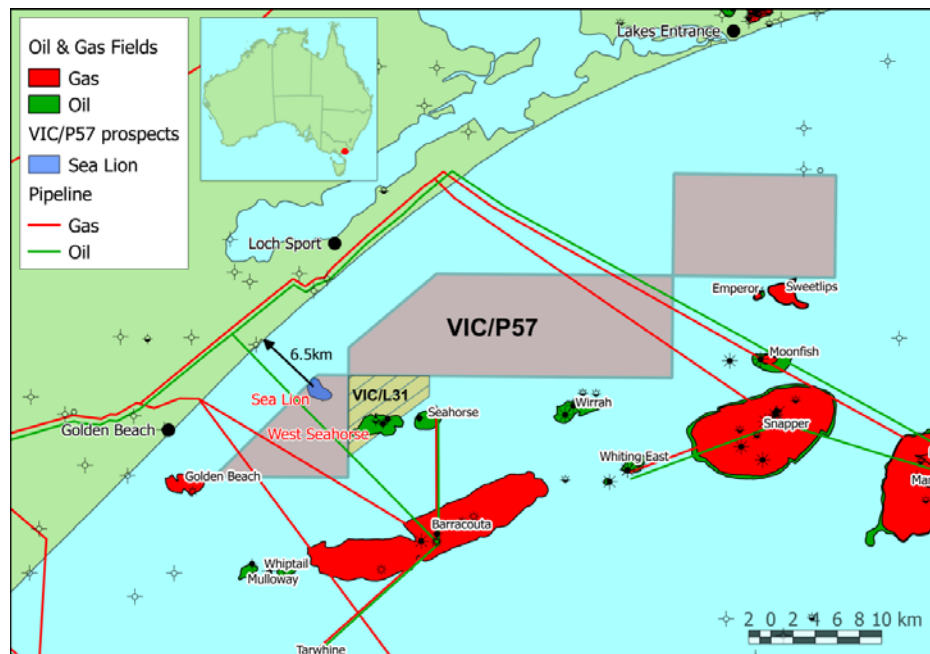 Oil & Gas Fields
Gas
Oil
VIC/P57 prospects
Sea Lion
Pipeline
Gas
Oil
Lakes Entrance
Loch Sport
Emperor
Sweetlips
VIC/P57
6.5km
Moonfish
Sea Lion
VIC/L31
Seahorse
Wirrah
Golden Beach
West Seahorse
Snapper
Whiting East
Golden Beach
Mar
Barracouta
Whiptail
Mulloway
Tarwhine
2 0 2 4 6 8 10 km